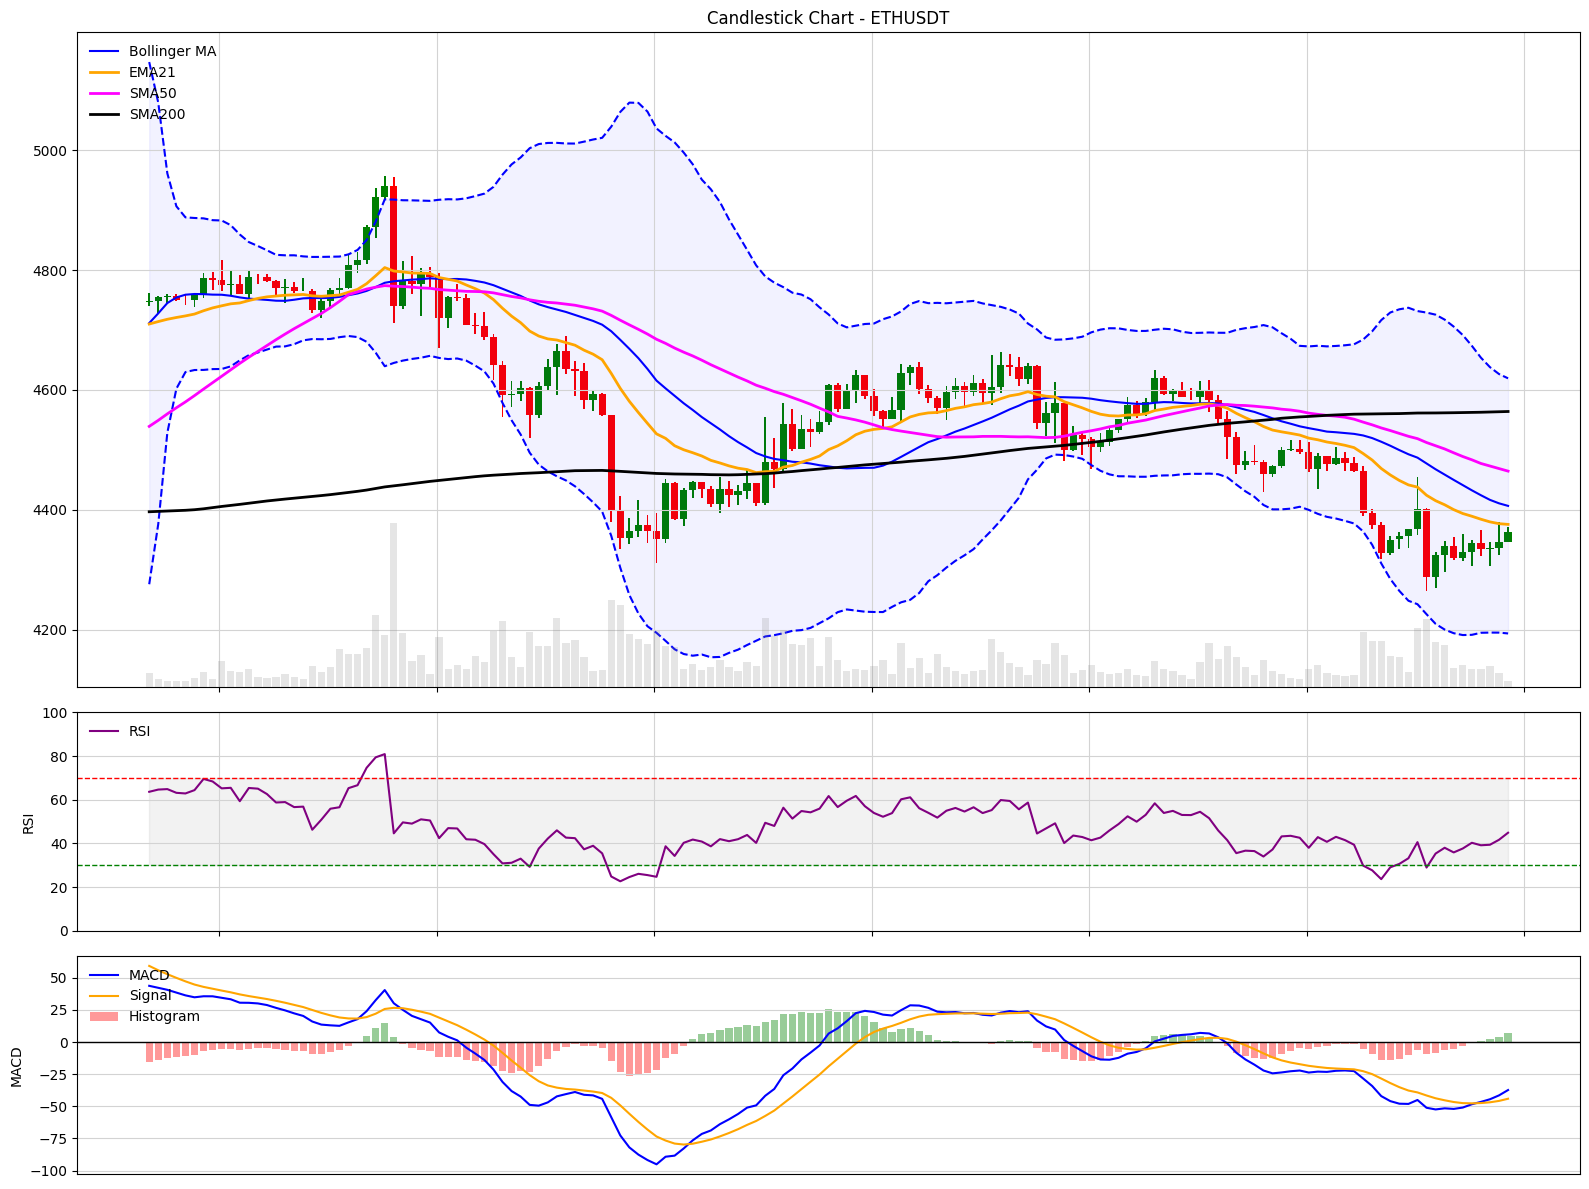 Candlestick Chart - ETHUSDT
Bollinger MA
EMA21
SMA50
SMA200
5000
4800
4600
4400
4200
100
80
60
40
20
0
RSI
RSI
50
25
0
−25
−50
−75
−100
MACD
MACD
Signal
Histogram